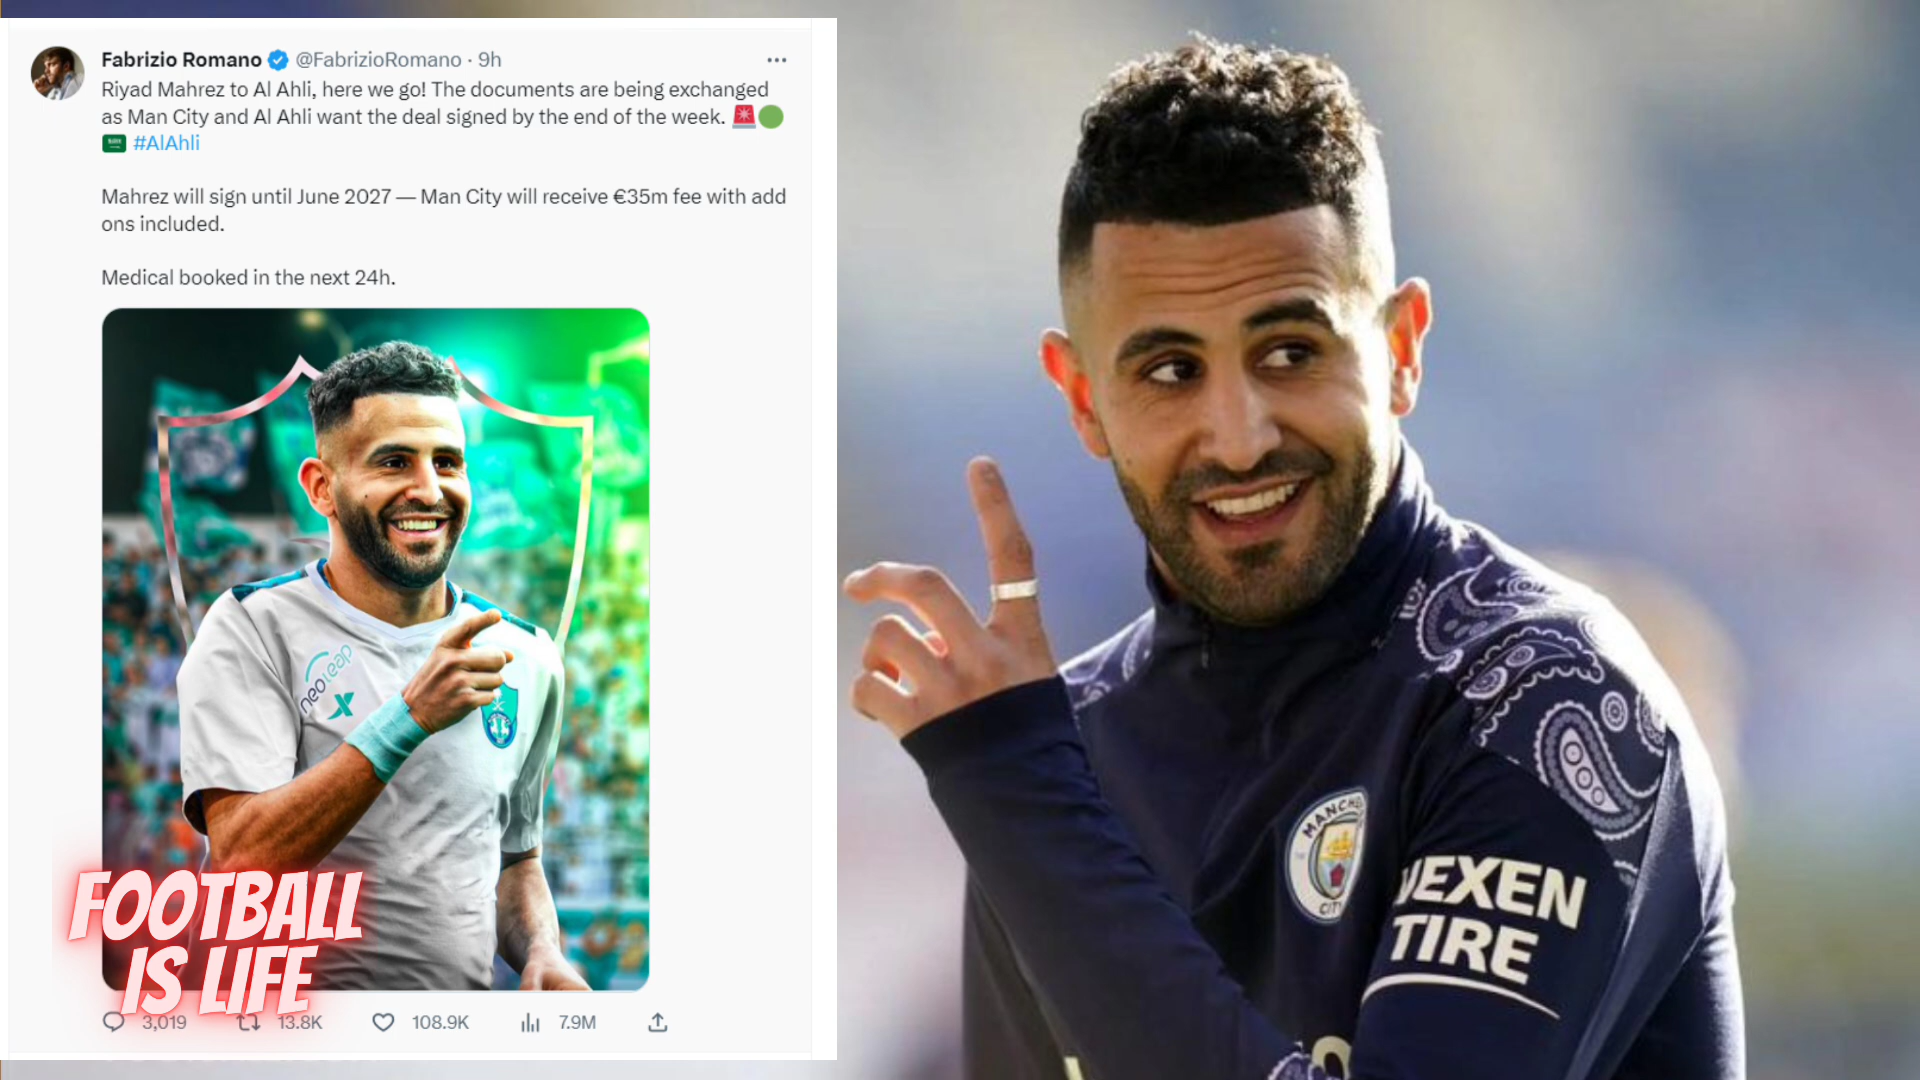 Fabrizio Romano @FabrizioRomano · 9h
Riyad Mahrez to Al Ahli, here we go! The documents are being exchanged
as Man City and Al Ahli want the deal signed by the end of the week. 🚨🟢
🇸🇦 #AlAhli
Mahrez will sign until June 2027 — Man City will receive €35m fee with add
ons included.
Medical booked in the next 24h.
neoleap
FOOTBALL
IS LIFE
3,019 13.8K 108.9K 7.9M
MANCHE
CITY
NEXEN
TIRE